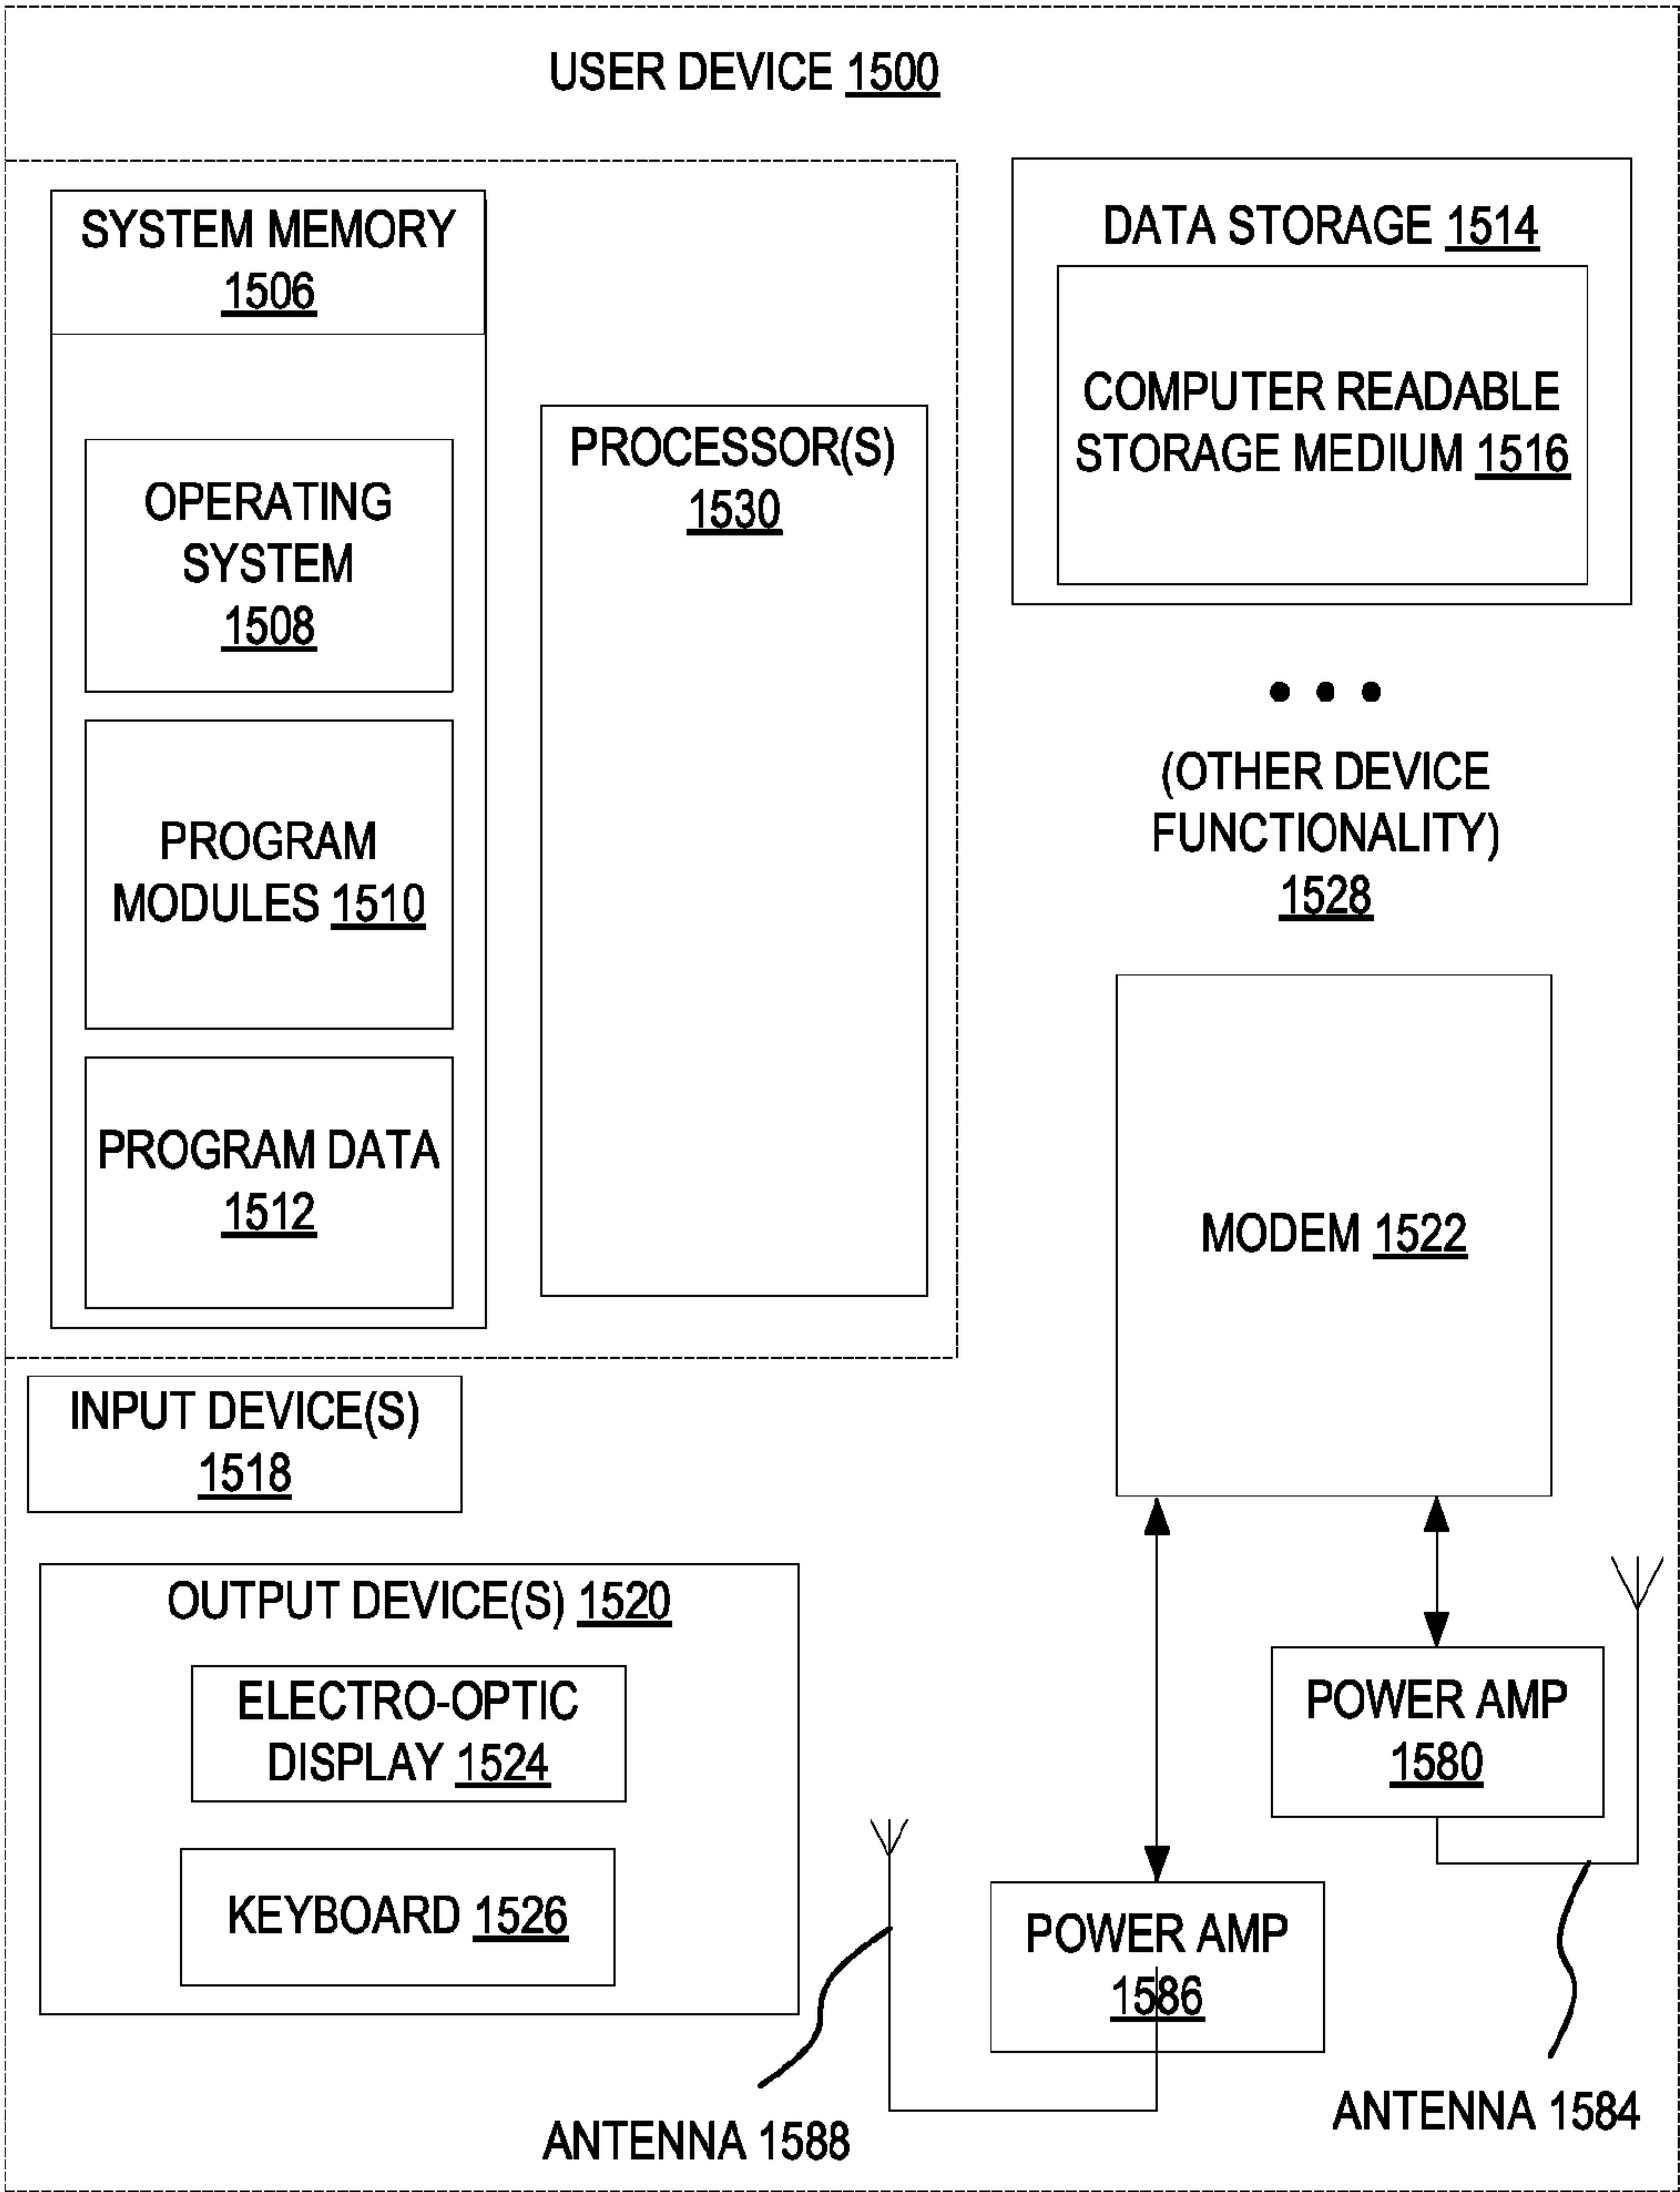 USER DEVICE 1500
SYSTEM MEMORY
1506
OPERATING
SYSTEM
1508
PROGRAM
MODULES 1510
PROGRAM DATA
1512
PROCESSOR(S)
1530
DATA STORAGE 1514
COMPUTER READABLE
STORAGE MEDIUM 1516
(OTHER DEVICE
FUNCTIONALITY)
1528
MODEM 1522
INPUT DEVICE(S)
1518
OUTPUT DEVICE(S) 1520
ELECTRO-OPTIC
DISPLAY 1524
KEYBOARD 1526
POWER AMP
1580
POWER AMP
1586
ANTENNA 1588
ANTENNA 1584